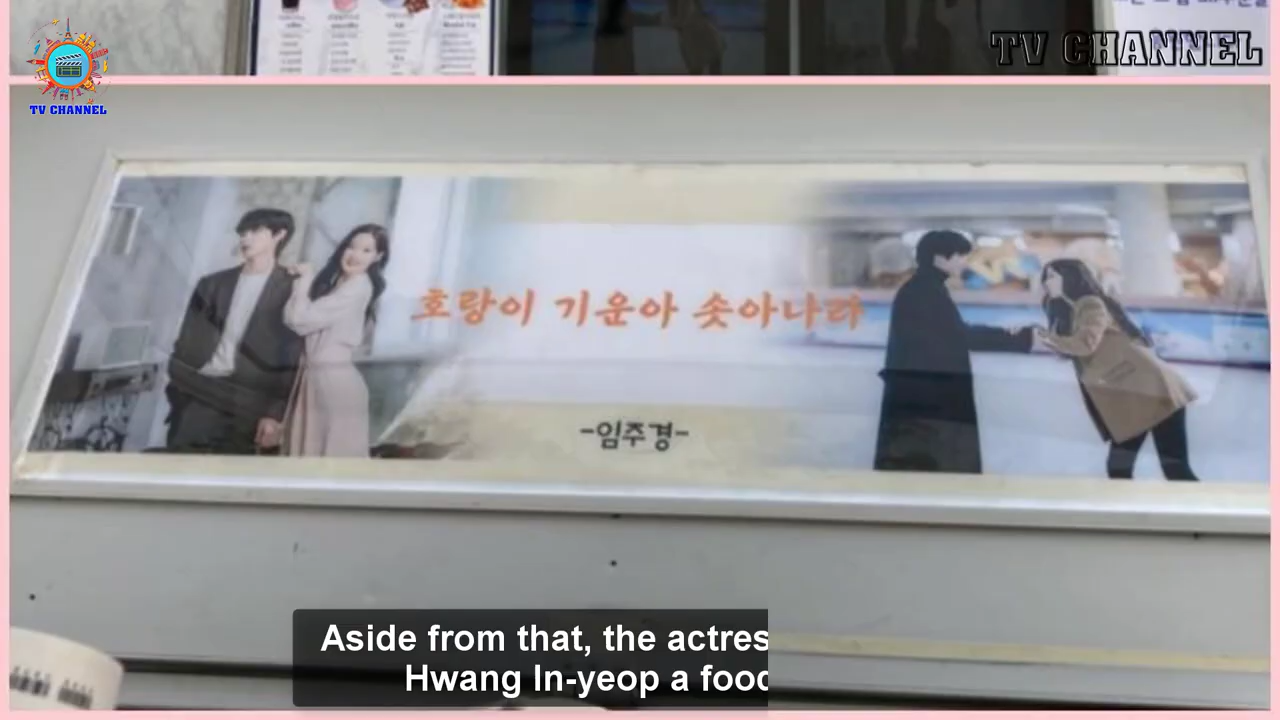 TV CHANNEL
TV CHANNEL
호랑이 기운아 솟아나라
-임주경-
Aside from that, the actres
Hwang In-yeop a food